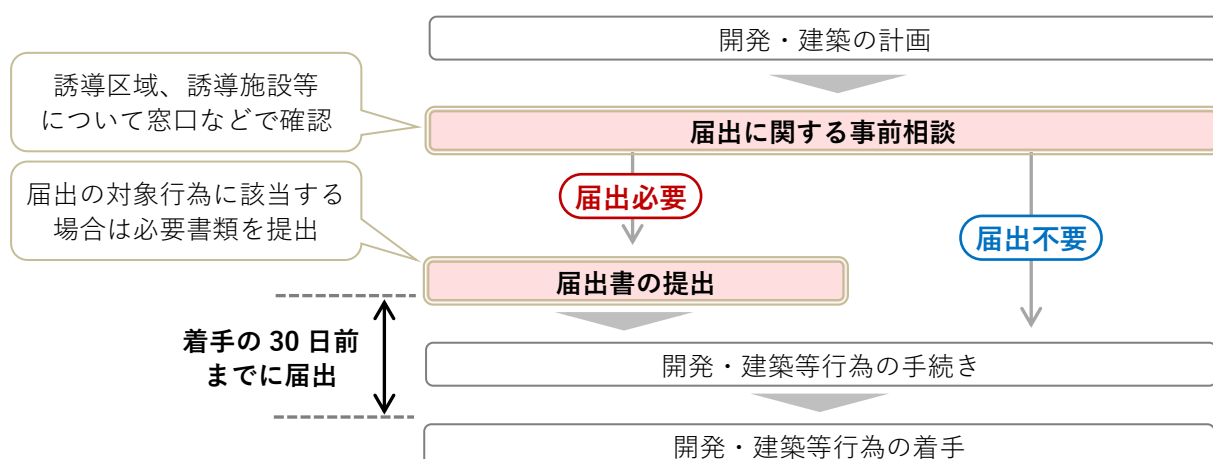 開発・建築の計画
誘導区域、誘導施設等
について窓口などで確認
届出に関する事前相談
届出の対象行為に該当する
場合は必要書類を提出
届出必要
届出不要
届出書の提出
着手の 30 日前
までに届出
開発・建築等行為の手続き
開発・建築等行為の着手